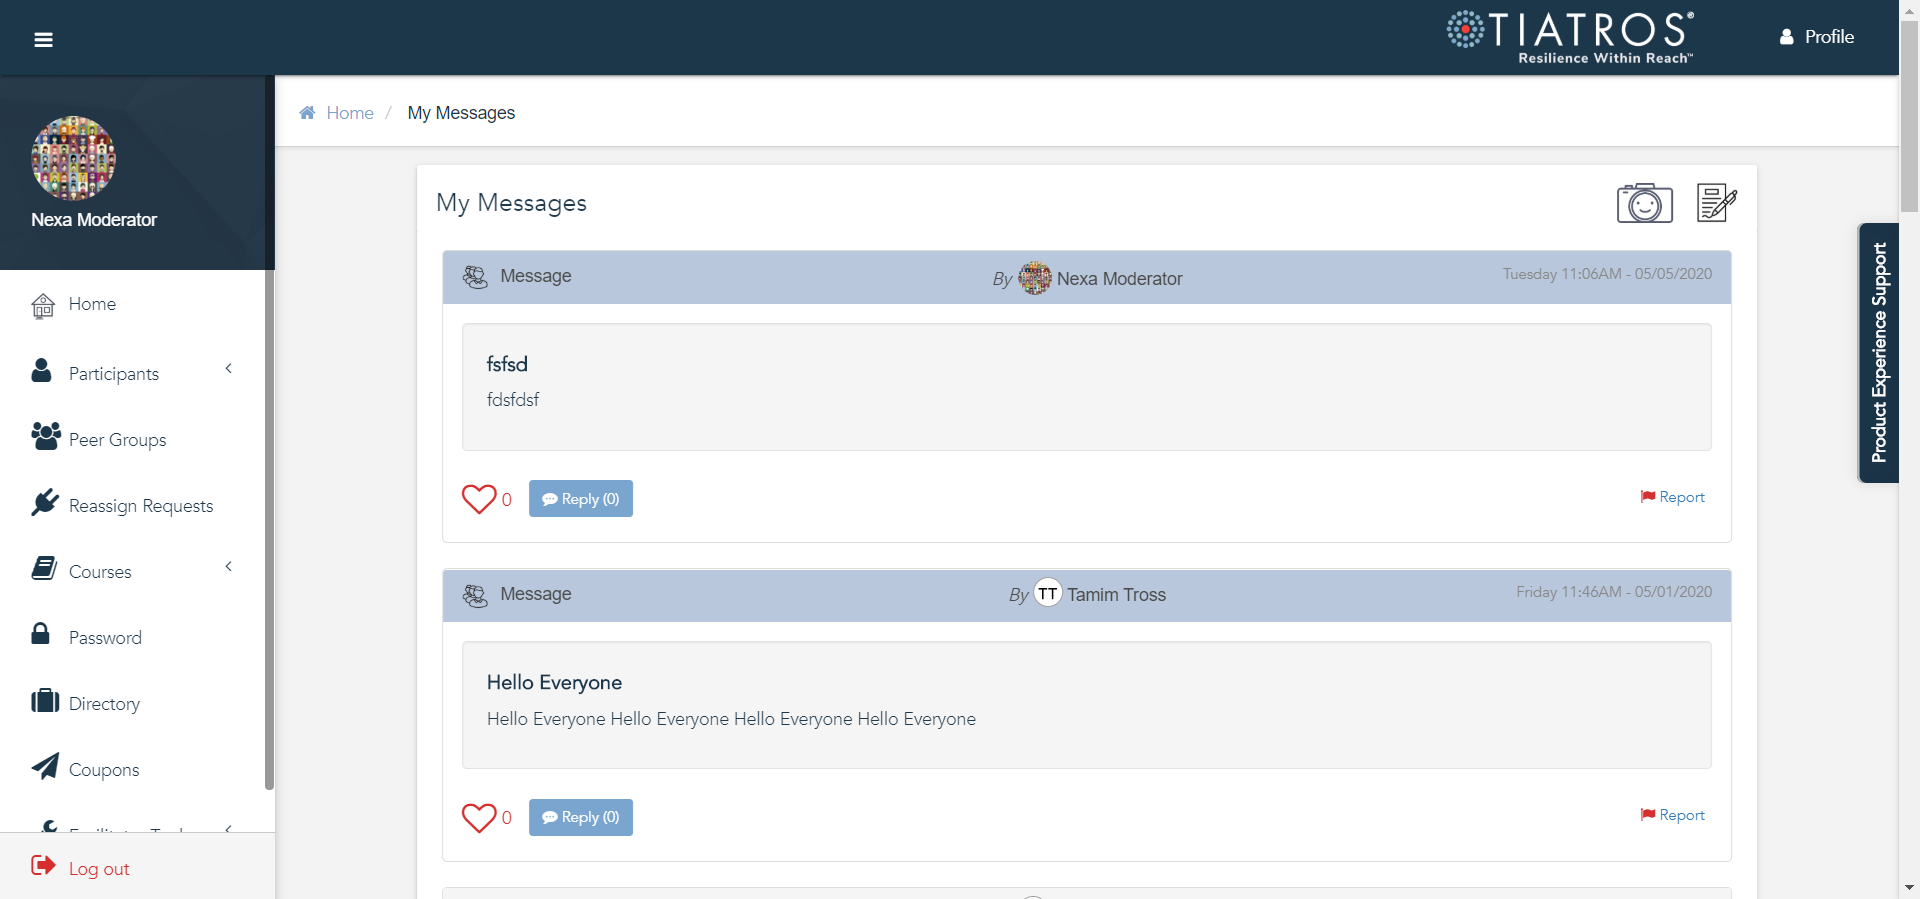 TIATROS®
Resilience Within Reach™
Profile
Home / My Messages
Nexa Moderator
Home
Participants
Peer Groups
Reassign Requests
Courses
Password
Directory
Coupons
Log out
My Messages
Message By Nexa Moderator Tuesday 11:06AM - 05/05/2020
fsfsd
fdsfdsf
0 Reply (0) Report
Message By TT Tamim Tross Friday 11:46AM - 05/01/2020
Hello Everyone
Hello Everyone Hello Everyone Hello Everyone Hello Everyone
0 Reply (0) Report
Product Experience Support